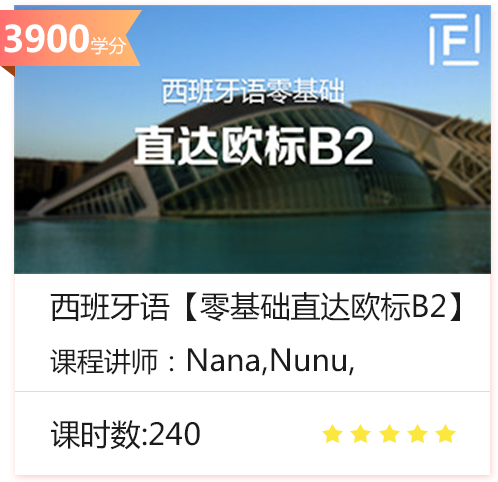 3900学分
F
西班牙语零基础
直达欧标B2
西班牙语【零基础直达欧标B2】
课程讲师：Nana,Nunu,
课时数:240